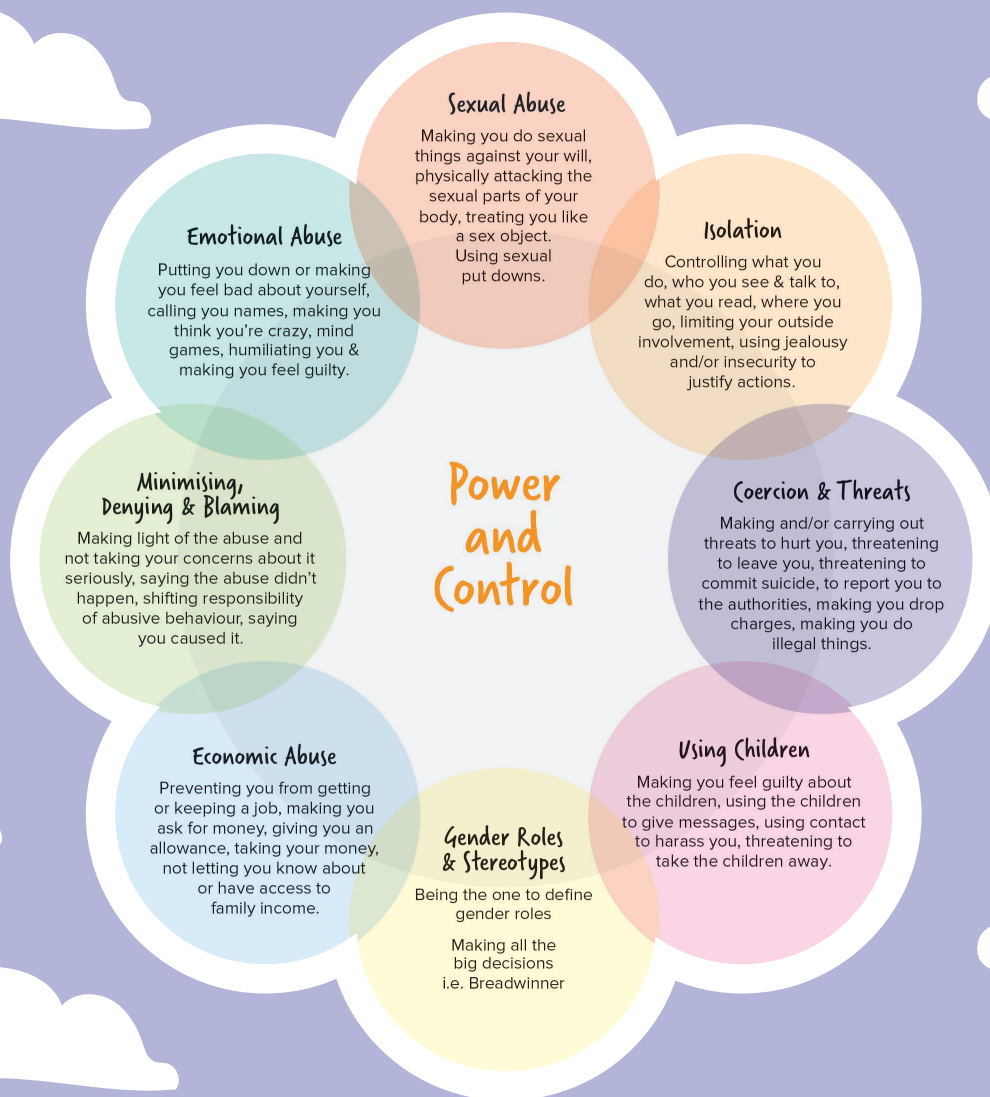 Sexual Abuse
Making you do sexual
things against your will,
physically attacking the
sexual parts of your
body, treating you like
a sex object.
Using sexual
put downs.
Isolation
Controlling what you
do, who you see & talk to,
what you read, where you
go, limiting your outside
involvement, using jealousy
and/or insecurity to
justify actions.
Coercion & Threats
Making and/or carrying out
threats to hurt you, threatening
to leave you, threatening to
commit suicide, to report you to
the authorities, making you drop
charges, making you do
illegal things.
Using Children
Making you feel guilty about
the children, using the children
to give messages, using contact
to harass you, threatening to
take the children away.
Gender Roles
& Stereotypes
Being the one to define
gender roles
Making all the
big decisions
i.e. Breadwinner
Economic Abuse
Preventing you from getting
or keeping a job, making you
ask for money, giving you an
allowance, taking your money,
not letting you know about
or have access to
family income.
Minimising,
Denying & Blaming
Making light of the abuse and
not taking your concerns about it
seriously, saying the abuse didn't
happen, shifting responsibility
of abusive behaviour, saying
you caused it.
Emotional Abuse
Putting you down or making
you feel bad about yourself,
calling you names, making you
think you're crazy, mind
games, humiliating you &
making you feel guilty.
Power
and
Control